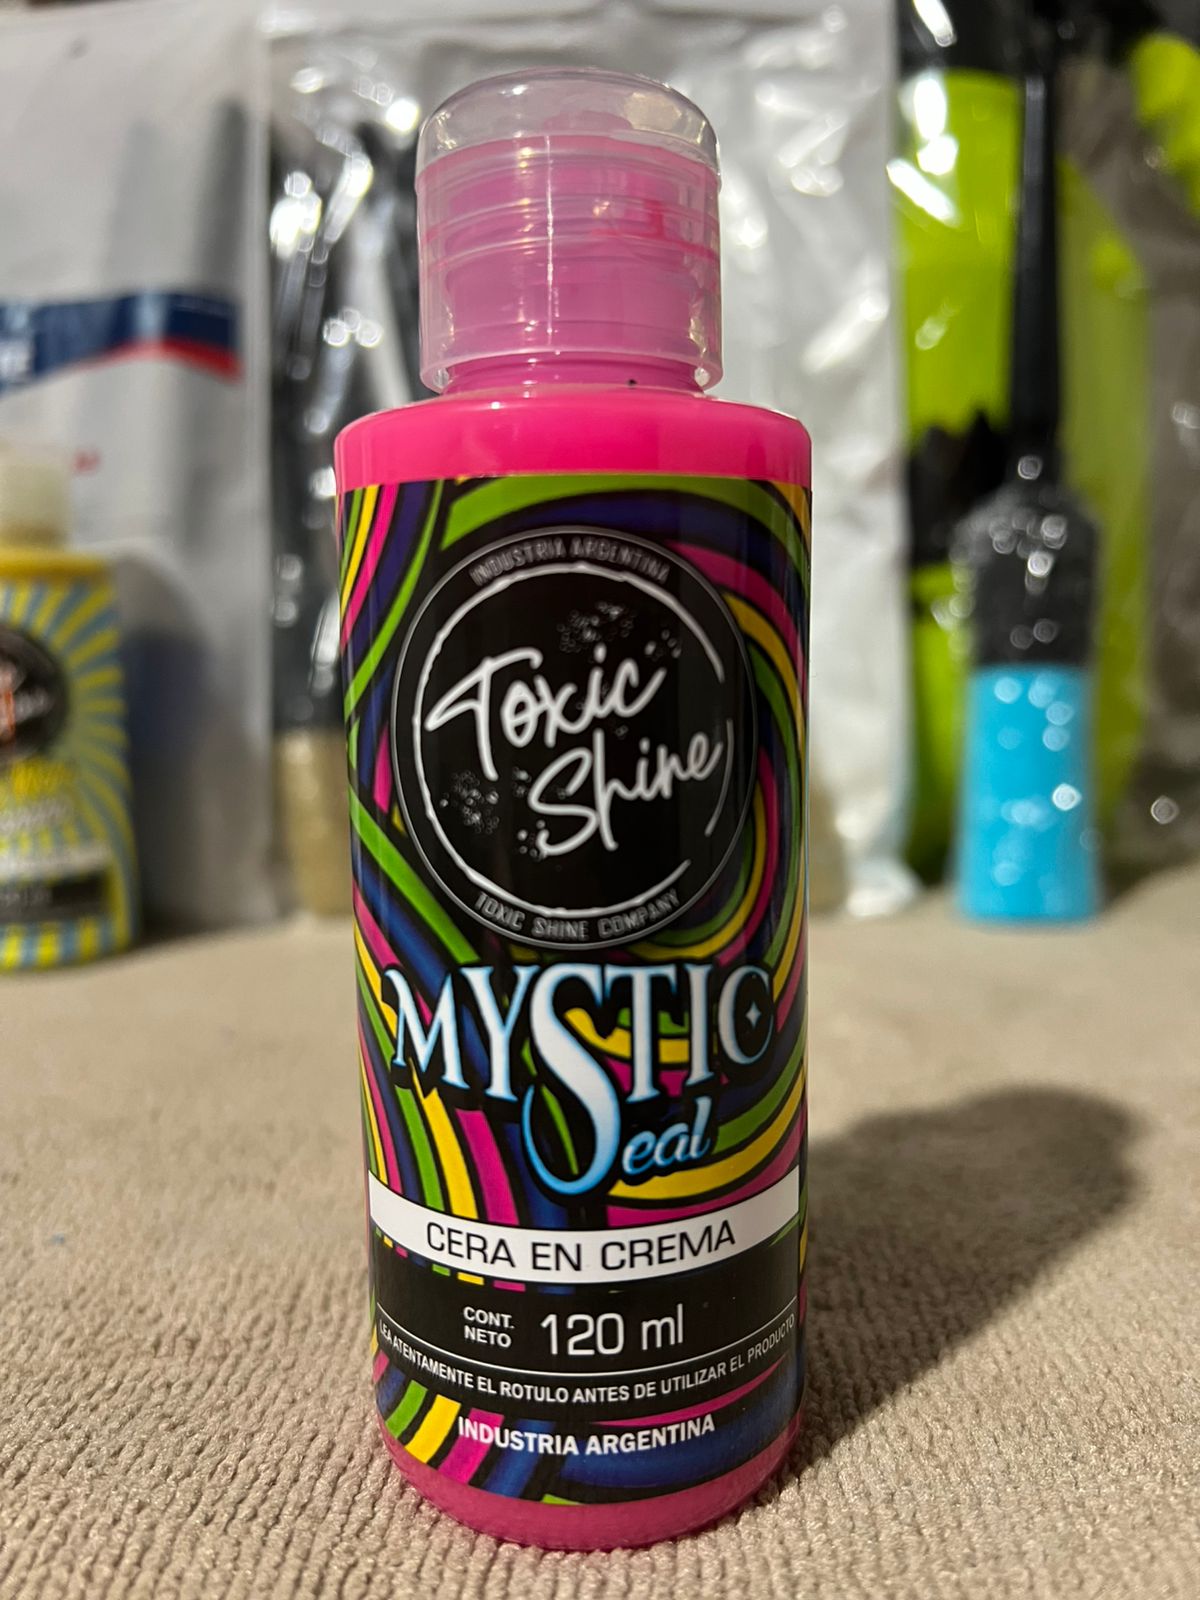 INDUSTRIA ARGENTINA
Toxic
Shine
TOXIC SHINE COMPANY
MYSTIC
Seal
CERA EN CREMA
CONT.
NETO
120 ml
LEA ATENTAMENTE EL ROTULO ANTES DE UTILIZAR EL PRODUCTO
INDUSTRIA ARGENTINA